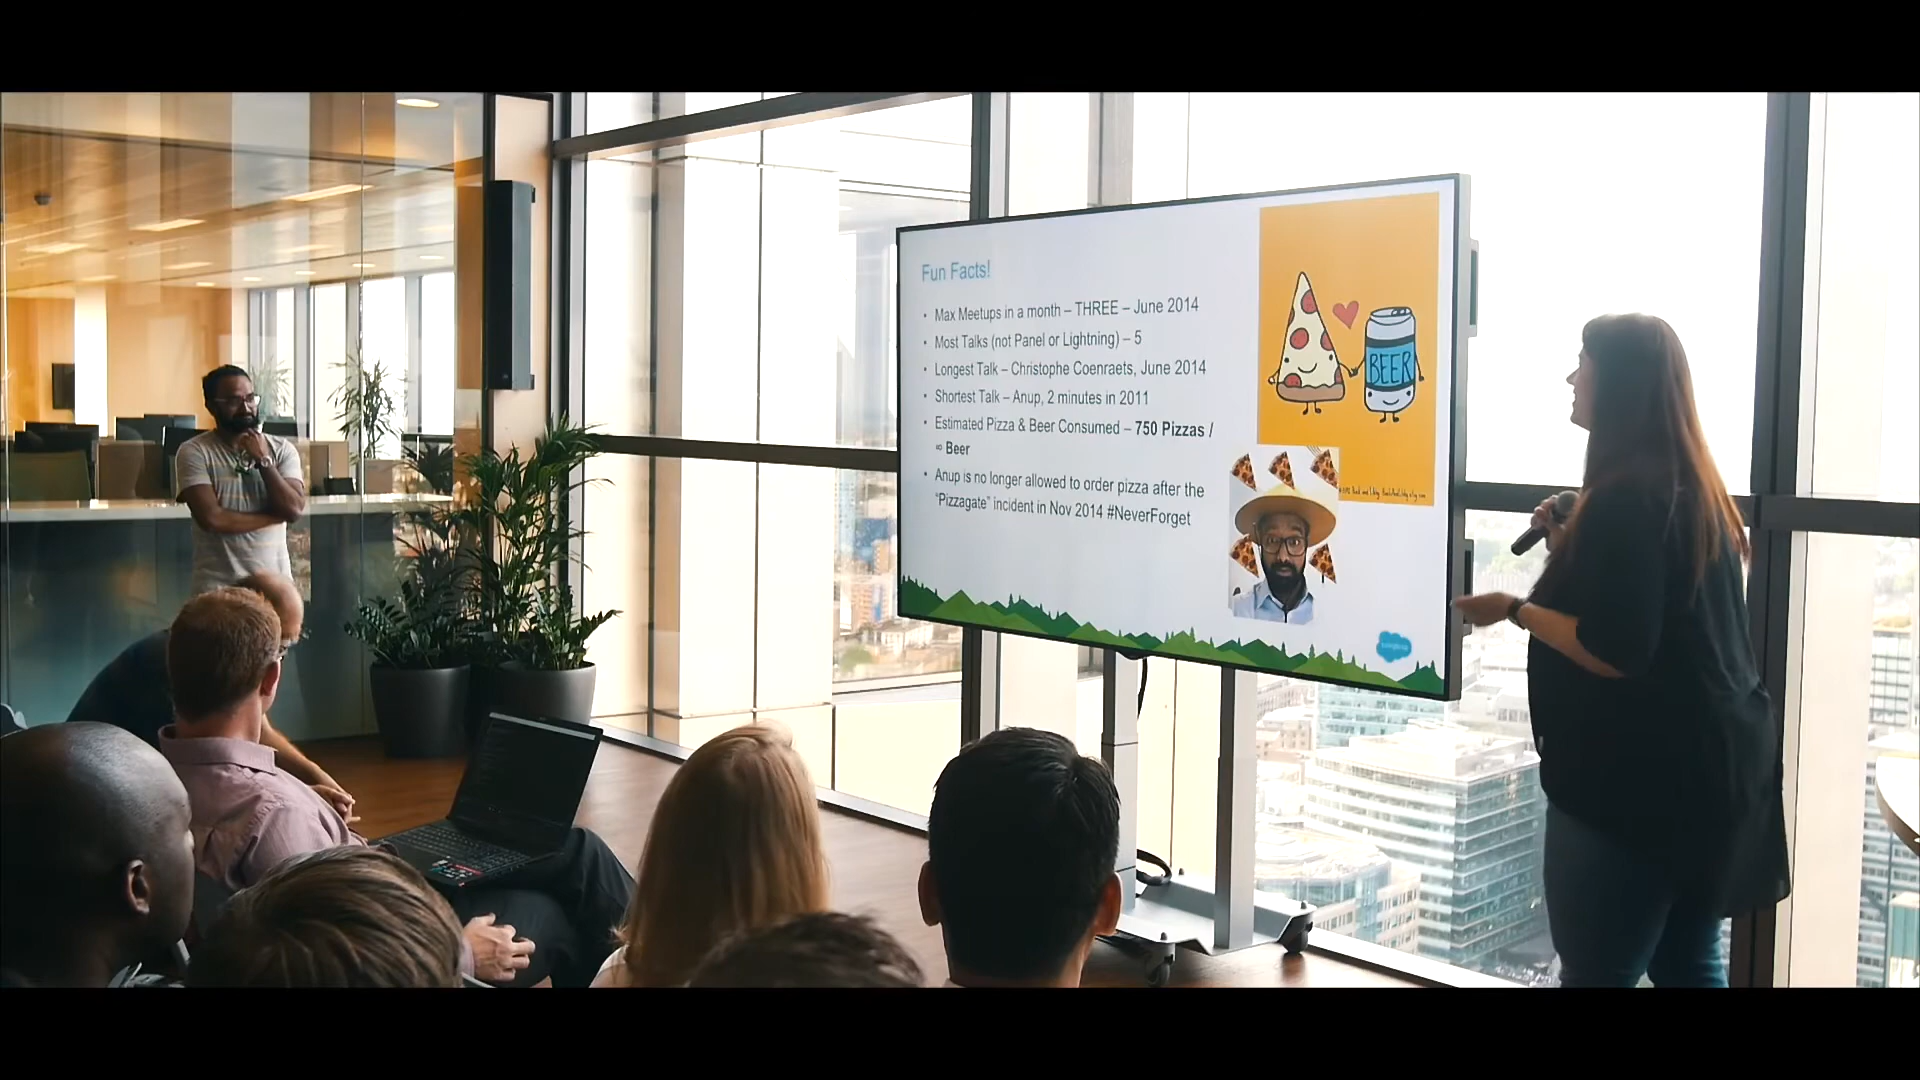 Fun Facts!
• Max Meetups in a month – THREE – June 2014
• Most Talks (not Panel or Lightning) – 5
• Longest Talk – Christophe Coenraets, June 2014
• Shortest Talk – Anup, 2 minutes in 2011
• Estimated Pizza & Beer Consumed – 750 Pizzas /
∞ Beer
• Anup is no longer allowed to order pizza after the
“Pizzagate” incident in Nov 2014 #NeverForget
BEER